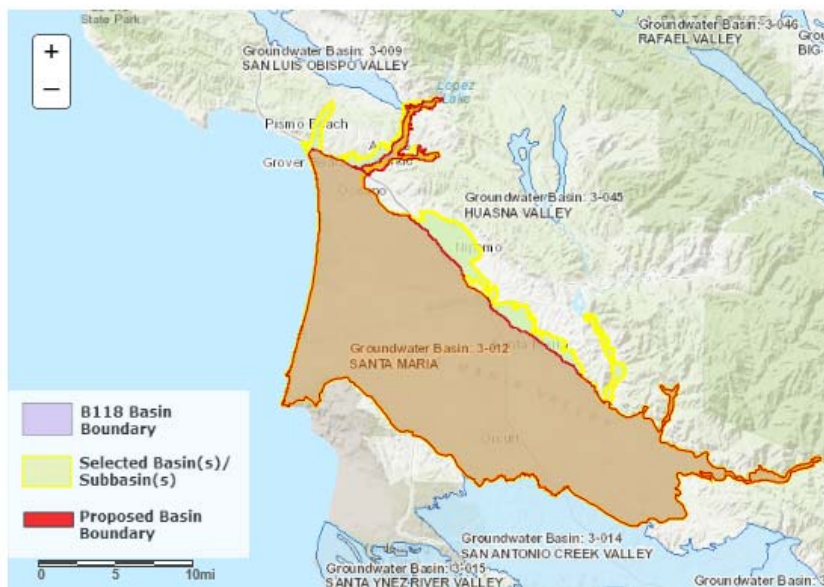 State Park
+
−
Groundwater Basin: 3-009
SAN LUIS OBISPO VALLEY
Groundwater Basin: 3-046
RAFAEL VALLEY
BIG-
Lopez
Lake
Pismo Beach
Grover
Groundwater Basin: 3-045
HUASNA VALLEY
Groundwater Basin: 3-012
SANTA MARIA
Orcutt
B118 Basin
Boundary
Selected Basin(s)/
Subbasin(s)
Proposed Basin
Boundary
0 5 10mi
Groundwater Basin: 3-014
SAN ANTONIO CREEK VALLEY
Groundwater Basin: 3-015
SANTA YNEZ RIVER VALLEY
Groundwater Basin: